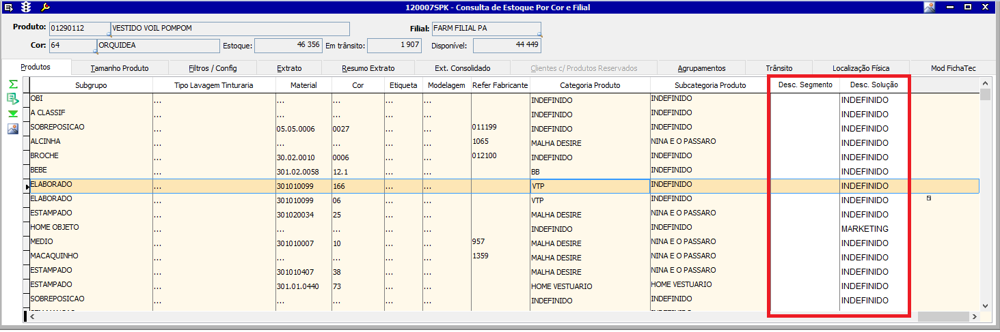 120007SPK - Consulta de Estoque Por Cor e Filial
Produto: 01290112 VESTIDO VOIL POMPOM Filial: FARM FILIAL PA
Cor: 64 ORQUIDEA Estoque: 46 356 Em trânsito: 1 907 Disponível: 44 449
Produtos Tamanho Produto Filtros / Config Extrato Resumo Extrato Ext. Consolidado Clientes c/ Produtos Reservados Agrupamentos Trânsito Localização Física Mod FichaTec
Subgrupo Tipo Lavagem Tinturaria Material Cor Etiqueta Modelagem Refer Fabricante Categoria Produto Subcategoria Produto Desc. Segmento Desc. Solução
OBI ... ... ... ... ... INDEFINIDO INDEFINIDO INDEFINIDO
A CLASSIF ... ... ... ... ... INDEFINIDO INDEFINIDO INDEFINIDO
SOBREPOSICAO ... 05.05.0006 0027 ... ... 011199 INDEFINIDO INDEFINIDO INDEFINIDO
ALCINHA ... ... ... ... ... 1065 MALHA DESIRE NINA E O PASSARO INDEFINIDO
BROCHE ... 30.02.0010 0006 ... ... 012100 INDEFINIDO INDEFINIDO INDEFINIDO
BEBE ... 301.02.0058 12.1 ... ... BB INDEFINIDO INDEFINIDO
ELABORADO ... 301010099 166 ... ... VTP INDEFINIDO INDEFINIDO
ELABORADO ... 301010099 06 ... ... VTP INDEFINIDO INDEFINIDO
ESTAMPADO ... 301020034 25 ... ... MALHA DESIRE NINA E O PASSARO INDEFINIDO
HOME OBJETO ... ... ... ... ... INDEFINIDO INDEFINIDO MARKETING
MEDIO ... 301010007 10 ... ... 957 MALHA DESIRE NINA E O PASSARO INDEFINIDO
MACAQUINHO ... ... ... ... ... 1359 MALHA DESIRE NINA E O PASSARO INDEFINIDO
ESTAMPADO ... 301010407 38 ... ... MALHA DESIRE NINA E O PASSARO INDEFINIDO
ESTAMPADO ... 301.01.0440 73 ... ... HOME VESTUARIO HOME VESTUARIO INDEFINIDO
SOBREPOSICAO ... ... ... ... ... INDEFINIDO INDEFINIDO INDEFINIDO